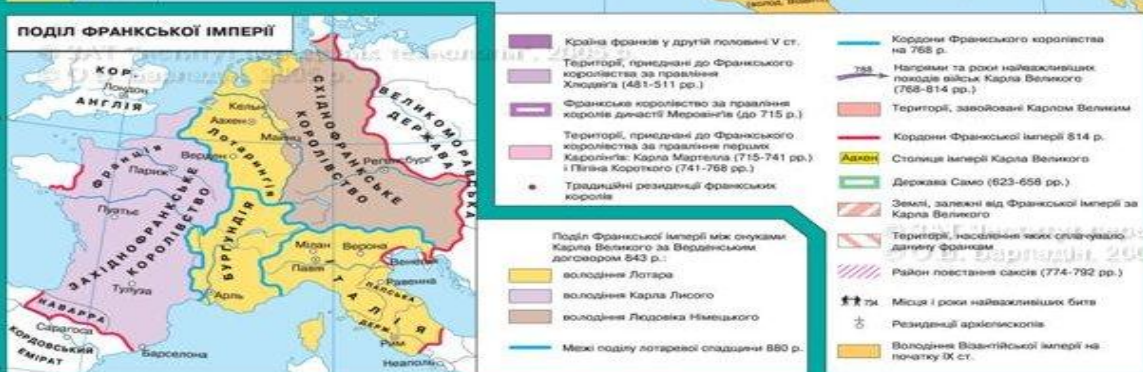 ПОДІЛ ФРАНКСЬКОЇ ІМПЕРІЇ
КОР.
Лондон
АНГЛІЯ
СХІДНОФРАНКСЬКЕ
КОРОЛІВСТВО
ВЕЛИКОМОРАВСЬКА
ДЕРЖАВА
Кельн
Аахен
Майнц
Лотарингія
Верден
Регенсбург
Франція
Париж
Пуатьє
ЗАХІДНОФРАНКСЬКЕ
КОРОЛІВСТВО
БУРГУНДІЯ
Мілан
Верона
Павія
Венеція
Равенна
Тулуза
Арль
ПАПСЬКА
ДЕРЖ.
ІТАЛІЯ
НАВАРРА
Сарагоса
КОРДОВСЬКИЙ
ЕМІРАТ
Барселона
Рим
Неаполь
Країна франків у другій половині V ст.
Території, приєднані до Франкського
королівства за правління
Хлодвіга (481-511 рр.)
Франкське королівство за правління
королів династії Меровінгів (до 715 р.)
Території, приєднані до Франкського
королівства за правління перших
Каролінгів: Карла Мартелла (715-741 рр.)
і Піпіна Короткого (741-768 рр.)
Традиційні резиденції франкських
королів
Поділ Франкської імперії між онуками
Карла Великого за Верденським
договором 843 р.:
володіння Лотара
володіння Карла Лисого
володіння Людовіка Німецького
Межі поділу лотаревої спадщини 880 р.
Кордони Франкського королівства
на 768 р.
788
Напрями та роки найважливіших
походів військ Карла Великого
(768-814 рр.)
Території, завойовані Карлом Великим
Кордони Франкської імперії 814 р.
Аахен
Столиця імперії Карла Великого
Держава Само (623-658 рр.)
Землі, залежні від Франкської імперії за
Карла Великого
Території, населення яких сплачувало
данину франкам
Район повстання саксів (774-792 рр.)
734
Місця і роки найважливіших битв
Резиденції архієпископів
Володіння Візантійської імперії на
початку IX ст.